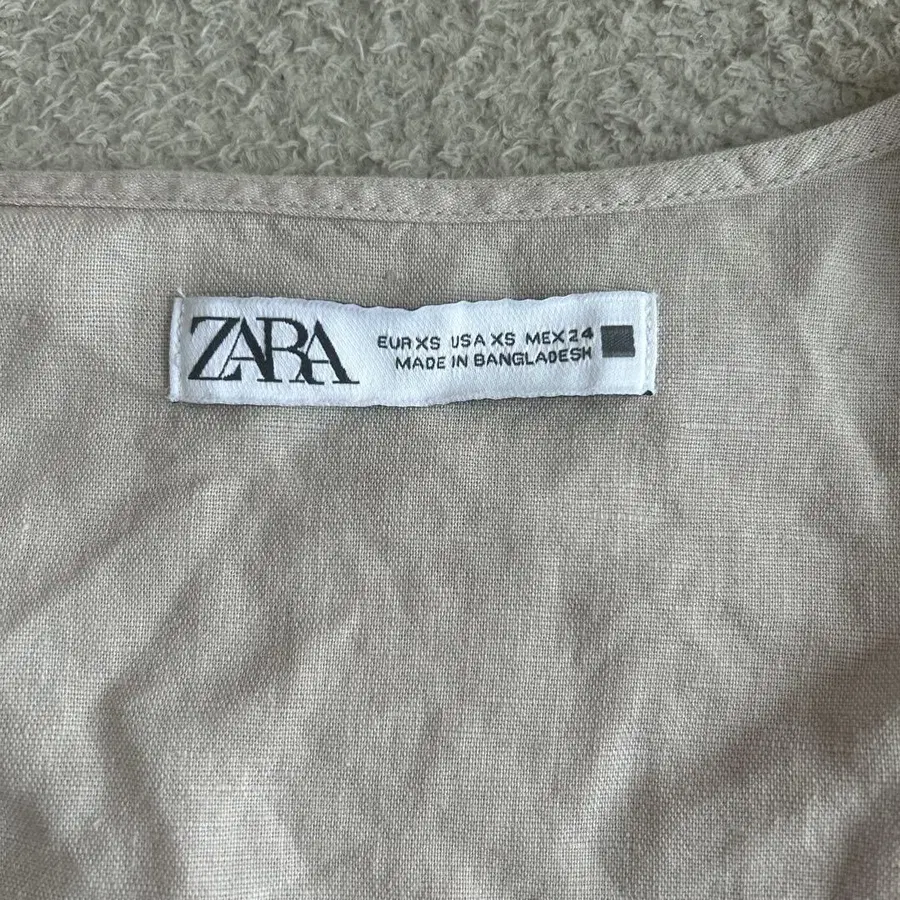 ZARA
EUR XS USA XS MEX 24
MADE IN BANGLADESH